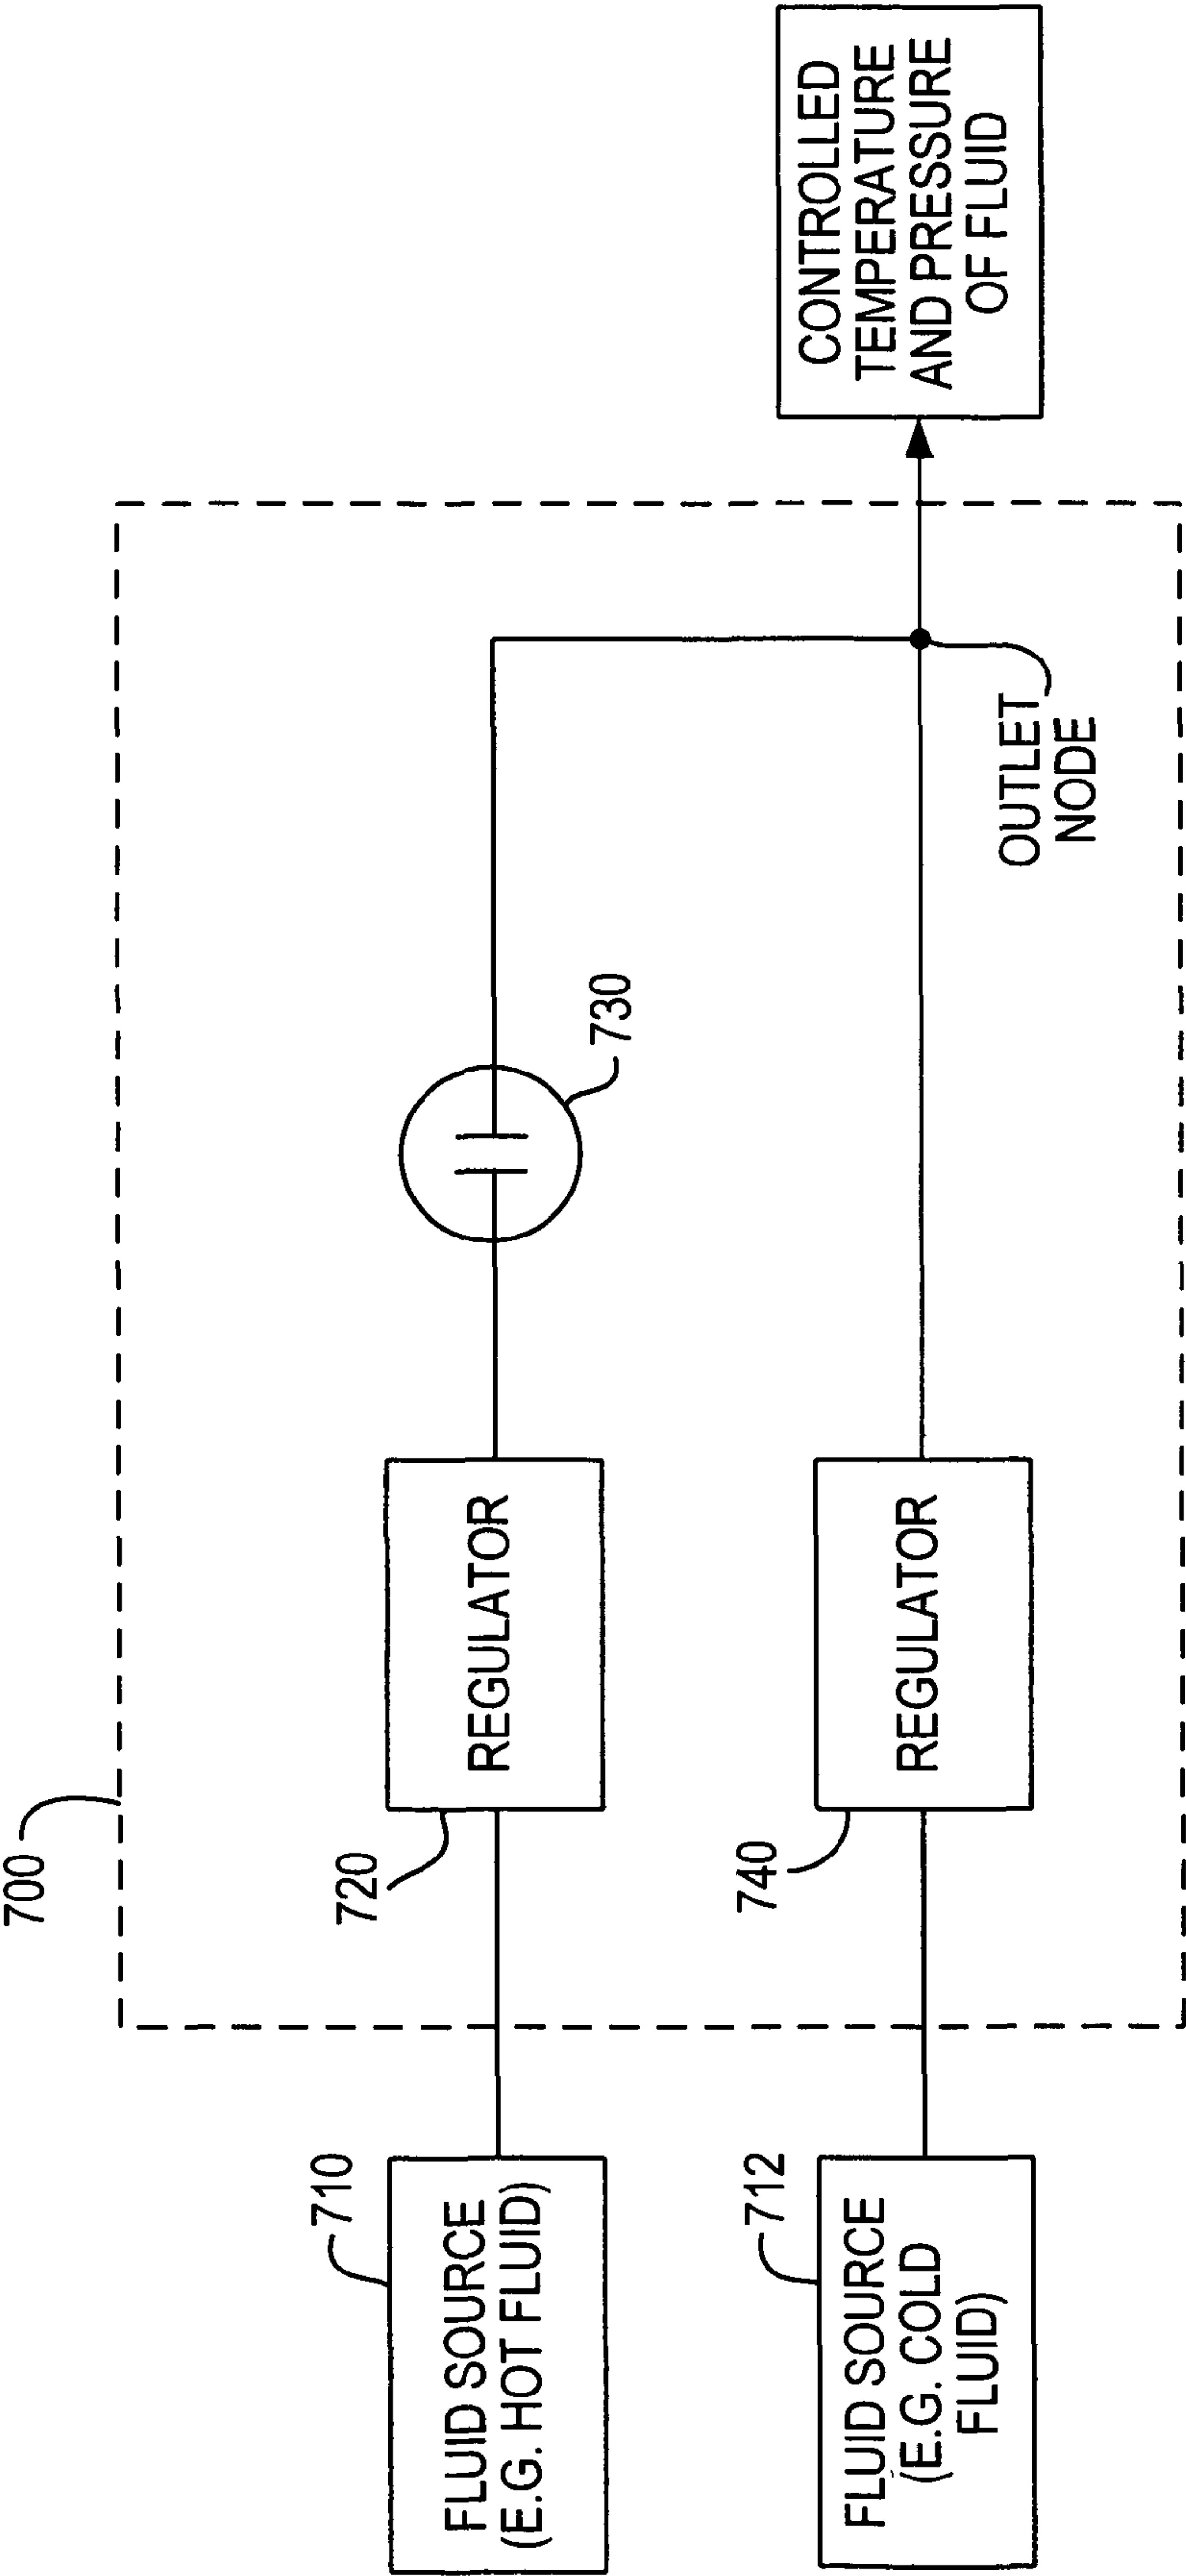 700
710
FLUID SOURCE
(E.G. HOT FLUID)
720
REGULATOR
730
712
FLUID SOURCE
(E.G. COLD
FLUID)
740
REGULATOR
OUTLET
NODE
CONTROLLED
TEMPERATURE
AND PRESSURE
OF FLUID